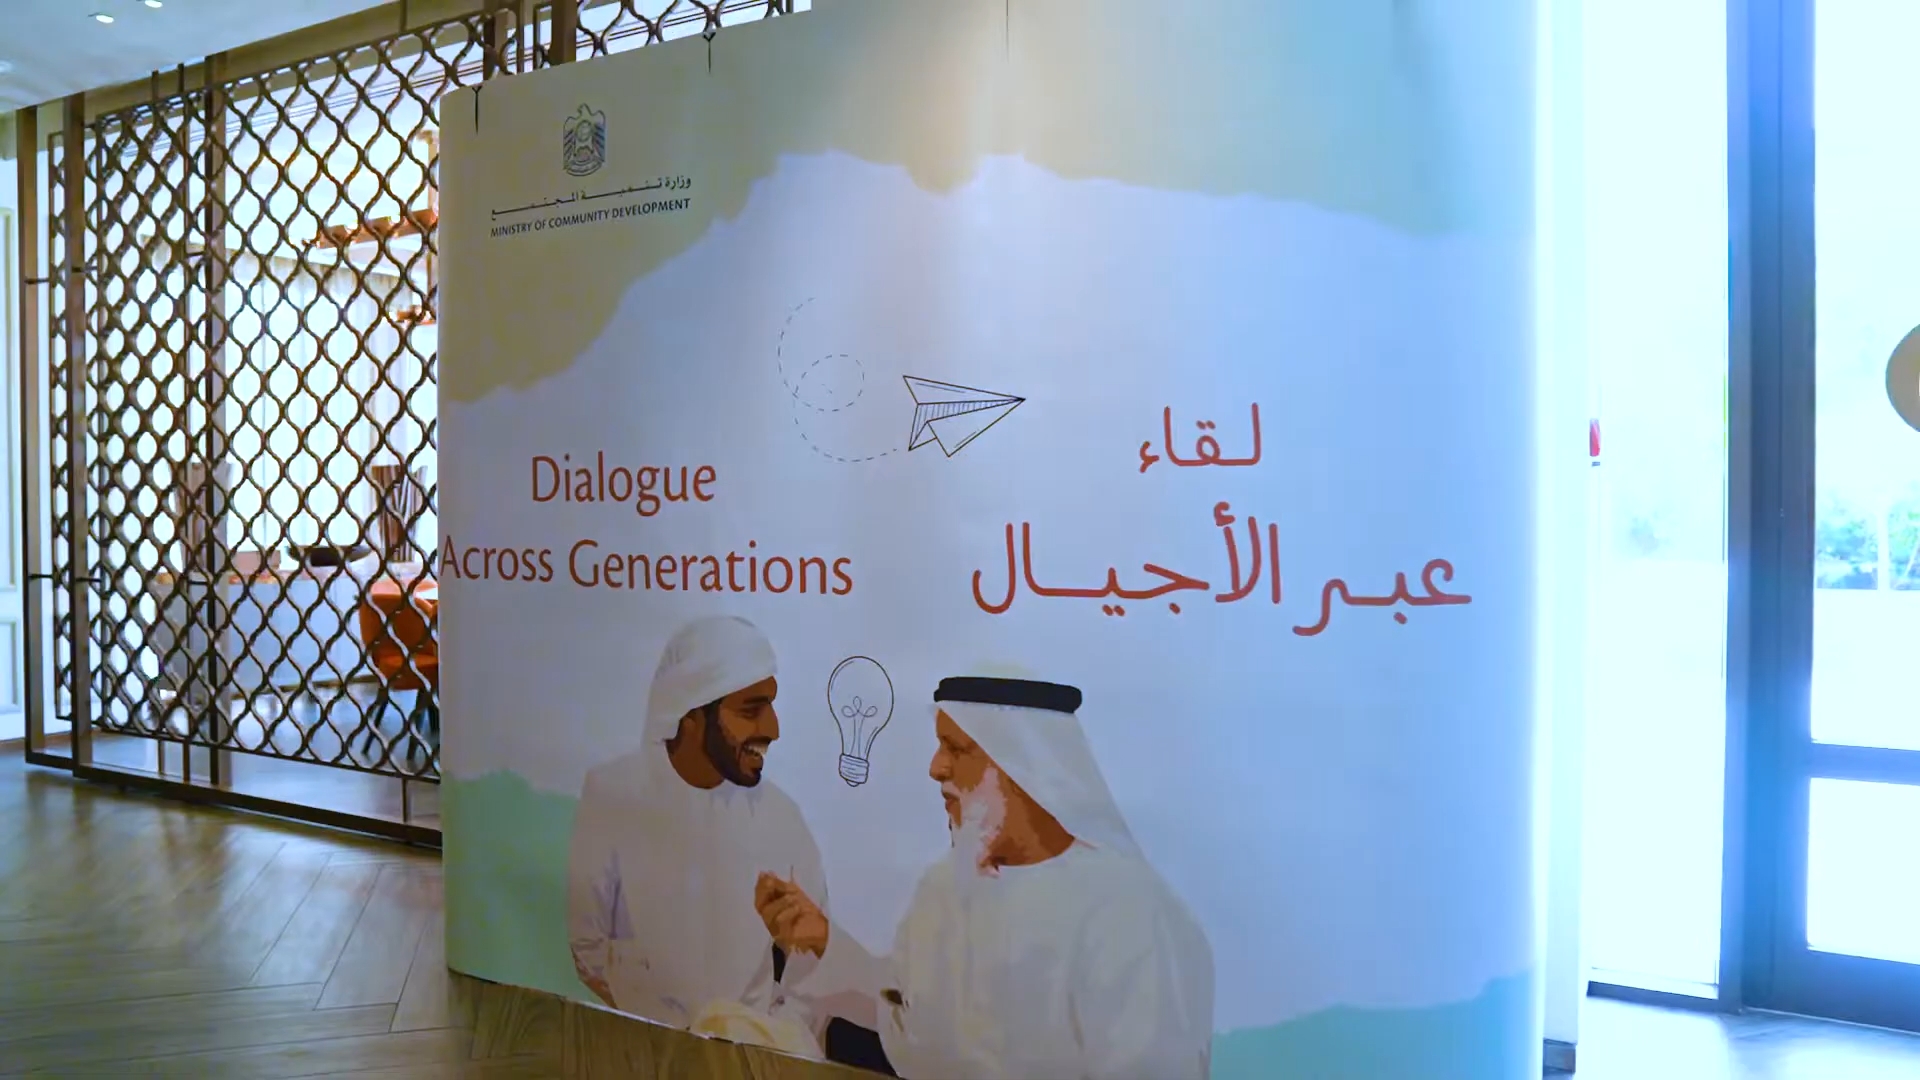 وزارة تنمية المجتمع
MINISTRY OF COMMUNITY DEVELOPMENT
Dialogue
Across Generations
لقاء
عبر الأجيال